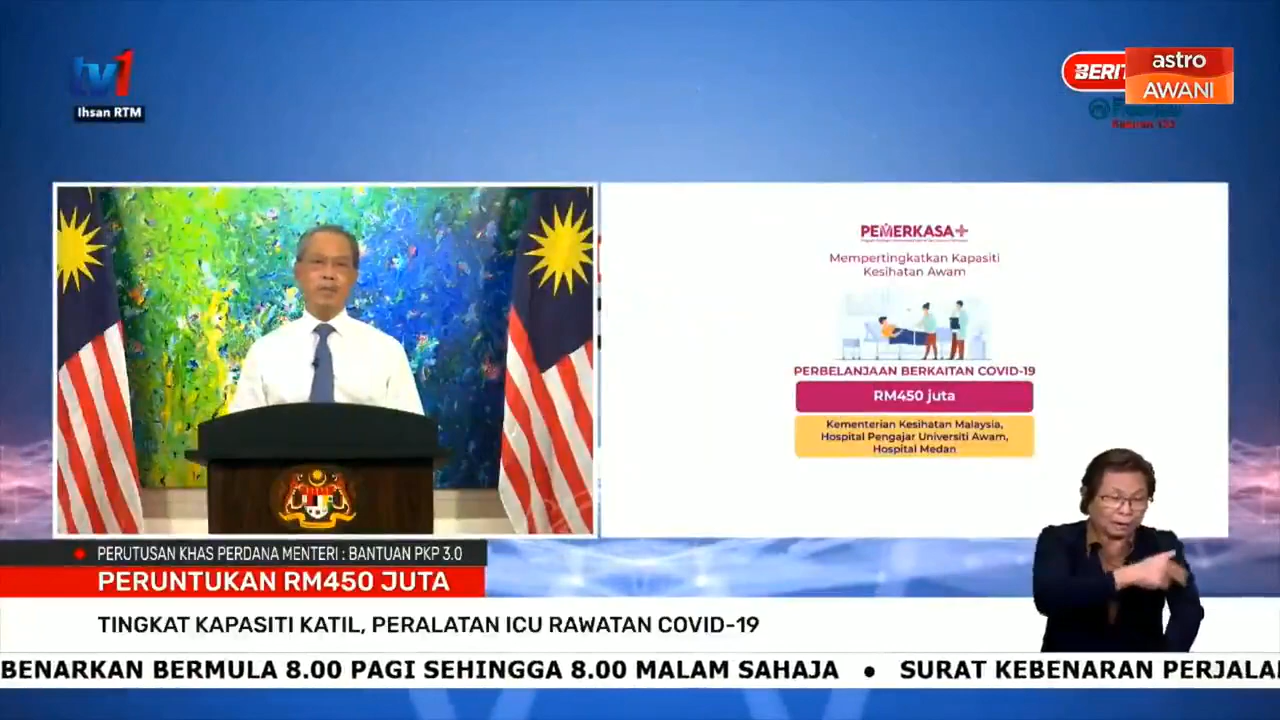 tv1
Ihsan RTM
BERIT
astro
AWANI
Saluran 123
PEMERKASA+
Mempertingkatkan Kapasiti
Kesihatan Awam
PERBELANJAAN BERKAITAN COVID-19
RM450 juta
Kementerian Kesihatan Malaysia,
Hospital Pengajar Universiti Awam,
Hospital Medan
PERUTUSAN KHAS PERDANA MENTERI : BANTUAN PKP 3.0
PERUNTUKAN RM450 JUTA
TINGKAT KAPASITI KATIL, PERALATAN ICU RAWATAN COVID-19
BENARKAN BERMULA 8.00 PAGI SEHINGGA 8.00 MALAM SAHAJA • SURAT KEBENARAN PERJALA